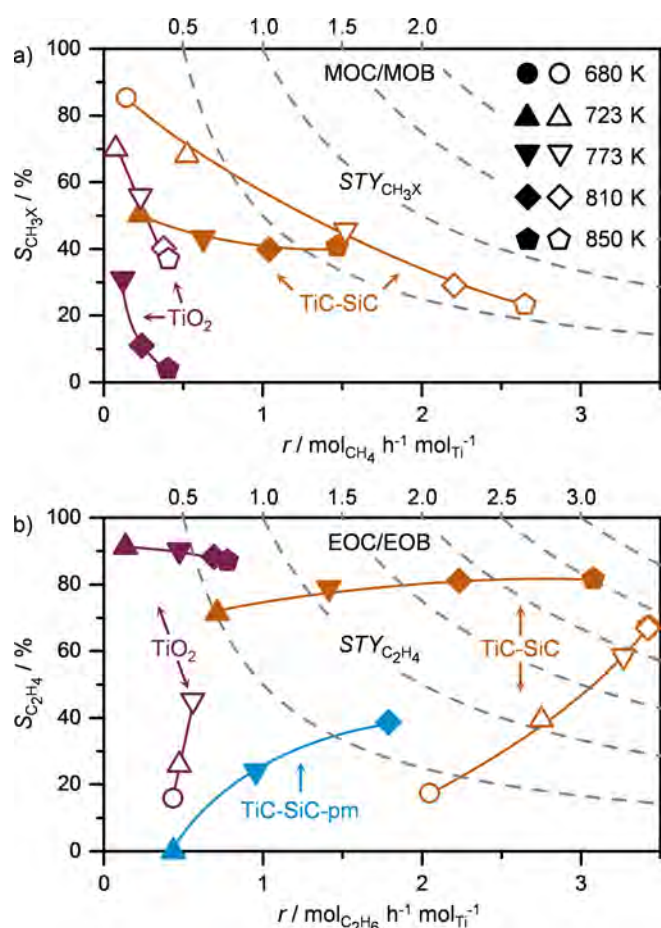 0.5 1.0 1.5 2.0
a)
100
80
60
40
20
0
S_CH3X / %
MOC/MOB
STY_CH3X
680 K
723 K
773 K
810 K
850 K
TiO2
TiC-SiC
0 1 2 3
r / mol_CH4 h-1 mol_Ti-1
0.5 1.0 1.5 2.0 2.5 3.0
b)
100
80
60
40
20
0
S_C2H4 / %
EOC/EOB
STY_C2H4
TiO2
TiC-SiC
TiC-SiC-pm
0 1 2 3
r / mol_C2H6 h-1 mol_Ti-1